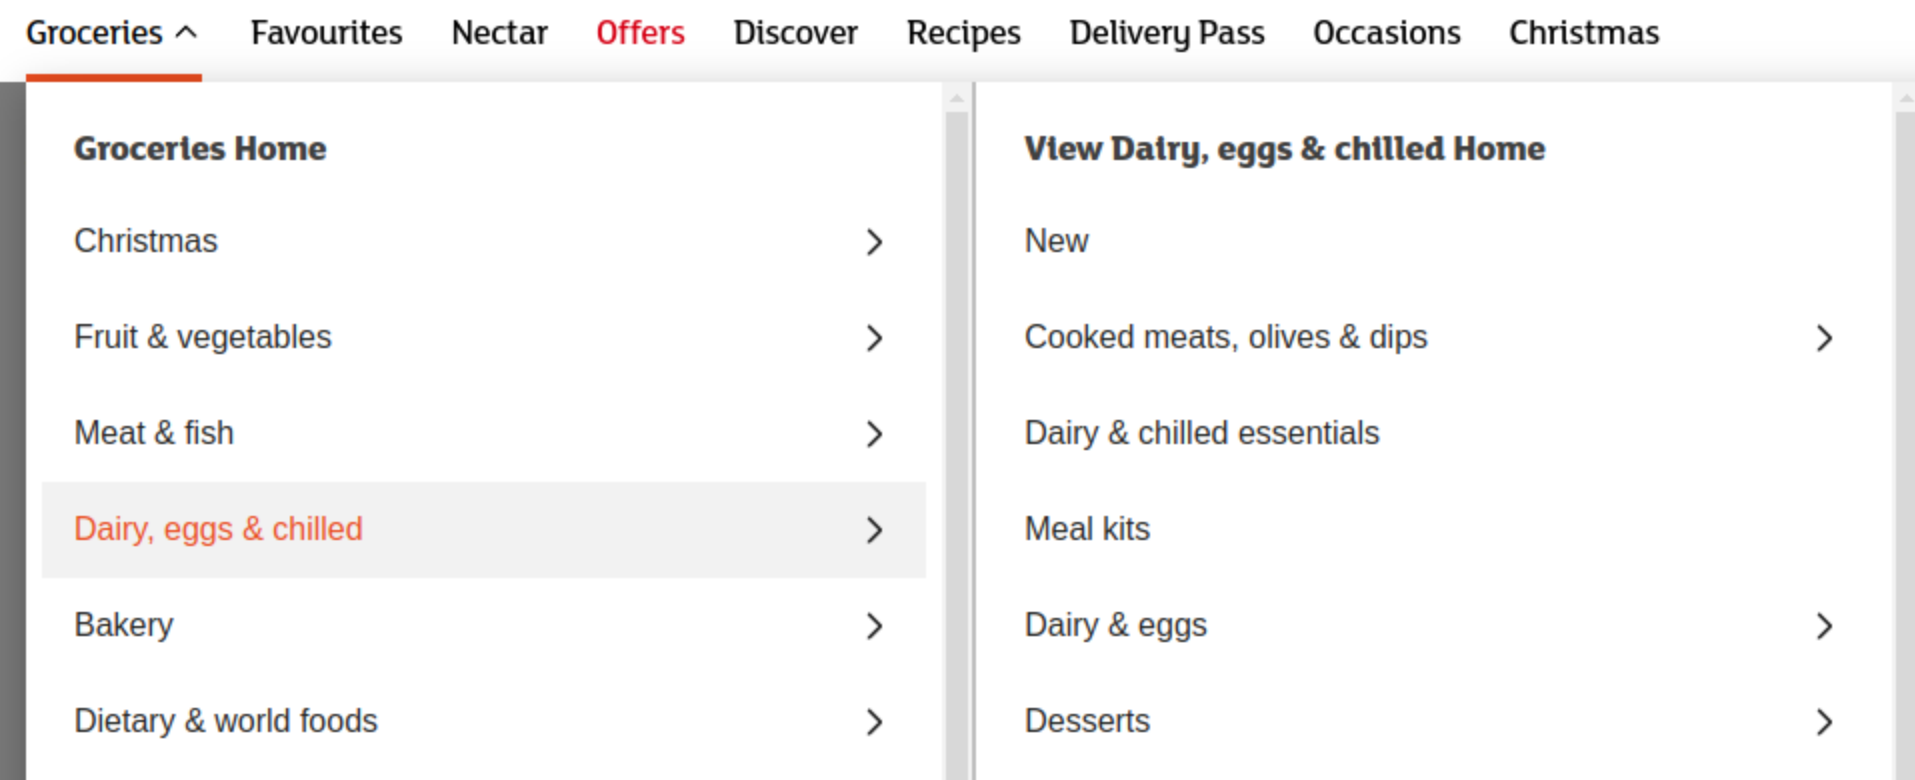 Groceries Favourites Nectar Offers Discover Recipes Delivery Pass Occasions Christmas
Groceries Home
Christmas
Fruit & vegetables
Meat & fish
Dairy, eggs & chilled
Bakery
Dietary & world foods
View Dairy, eggs & chilled Home
New
Cooked meats, olives & dips
Dairy & chilled essentials
Meal kits
Dairy & eggs
Desserts